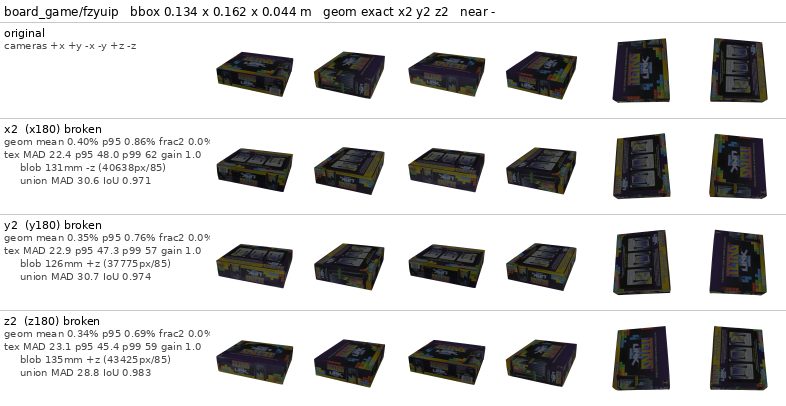 board_game/fzyuip bbox 0.134 x 0.162 x 0.044 m geom exact x2 y2 z2 near -
original
cameras +x +y -x -y +z -z
x2 (x180) broken
geom mean 0.40% p95 0.86% frac2 0.0%
tex MAD 22.4 p95 48.0 p99 62 gain 1.0
blob 131mm -z (40638px/85)
union MAD 30.6 IoU 0.971
y2 (y180) broken
geom mean 0.35% p95 0.76% frac2 0.0%
tex MAD 22.9 p95 47.3 p99 57 gain 1.0
blob 126mm +z (37775px/85)
union MAD 30.7 IoU 0.974
z2 (z180) broken
geom mean 0.34% p95 0.69% frac2 0.0%
tex MAD 23.1 p95 45.4 p99 59 gain 1.0
blob 135mm +z (43425px/85)
union MAD 28.8 IoU 0.983